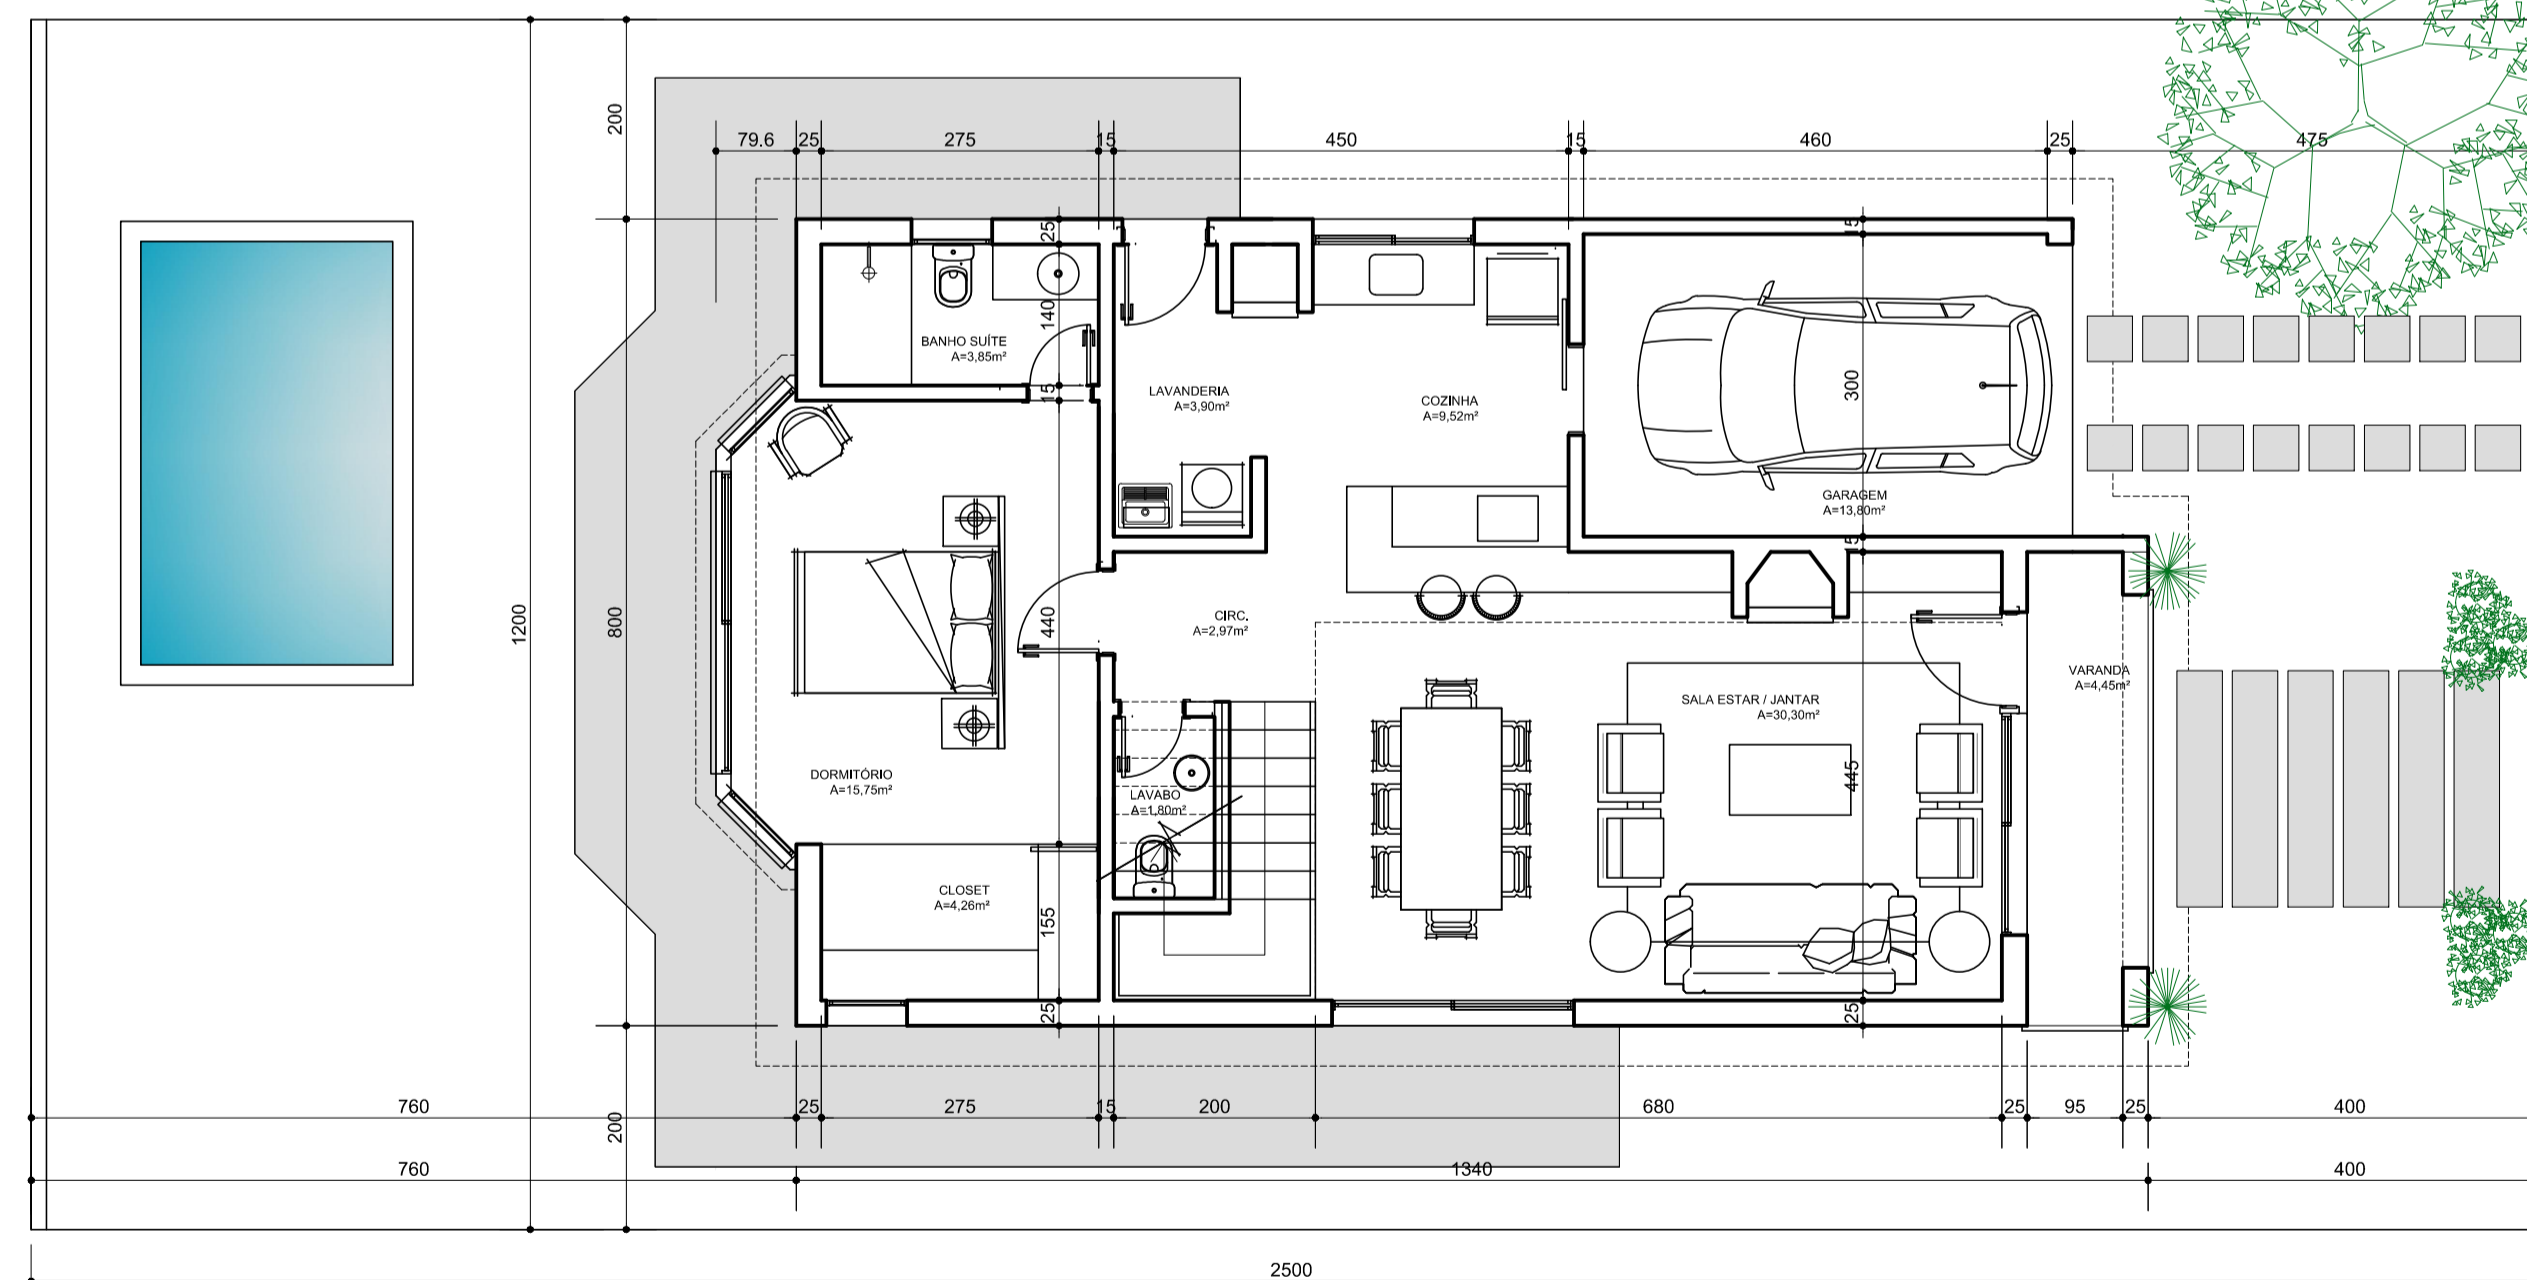 200
79.6
25
275
15
450
15
460
25
475
25
15
140
BANHO SUÍTE
A=3,85m²
15
LAVANDERIA
A=3,90m²
COZINHA
A=9,52m²
300
GARAGEM
A=13,80m²
15
1200
800
440
CIRC.
A=2,97m²
SALA ESTAR / JANTAR
A=30,30m²
VARANDA
A=4,45m²
445
DORMITÓRIO
A=15,75m²
LAVABO
A=1,80m²
CLOSET
A=4,26m²
155
25
25
760
200
25
275
15
200
680
25
95
25
400
760
1340
400
2500